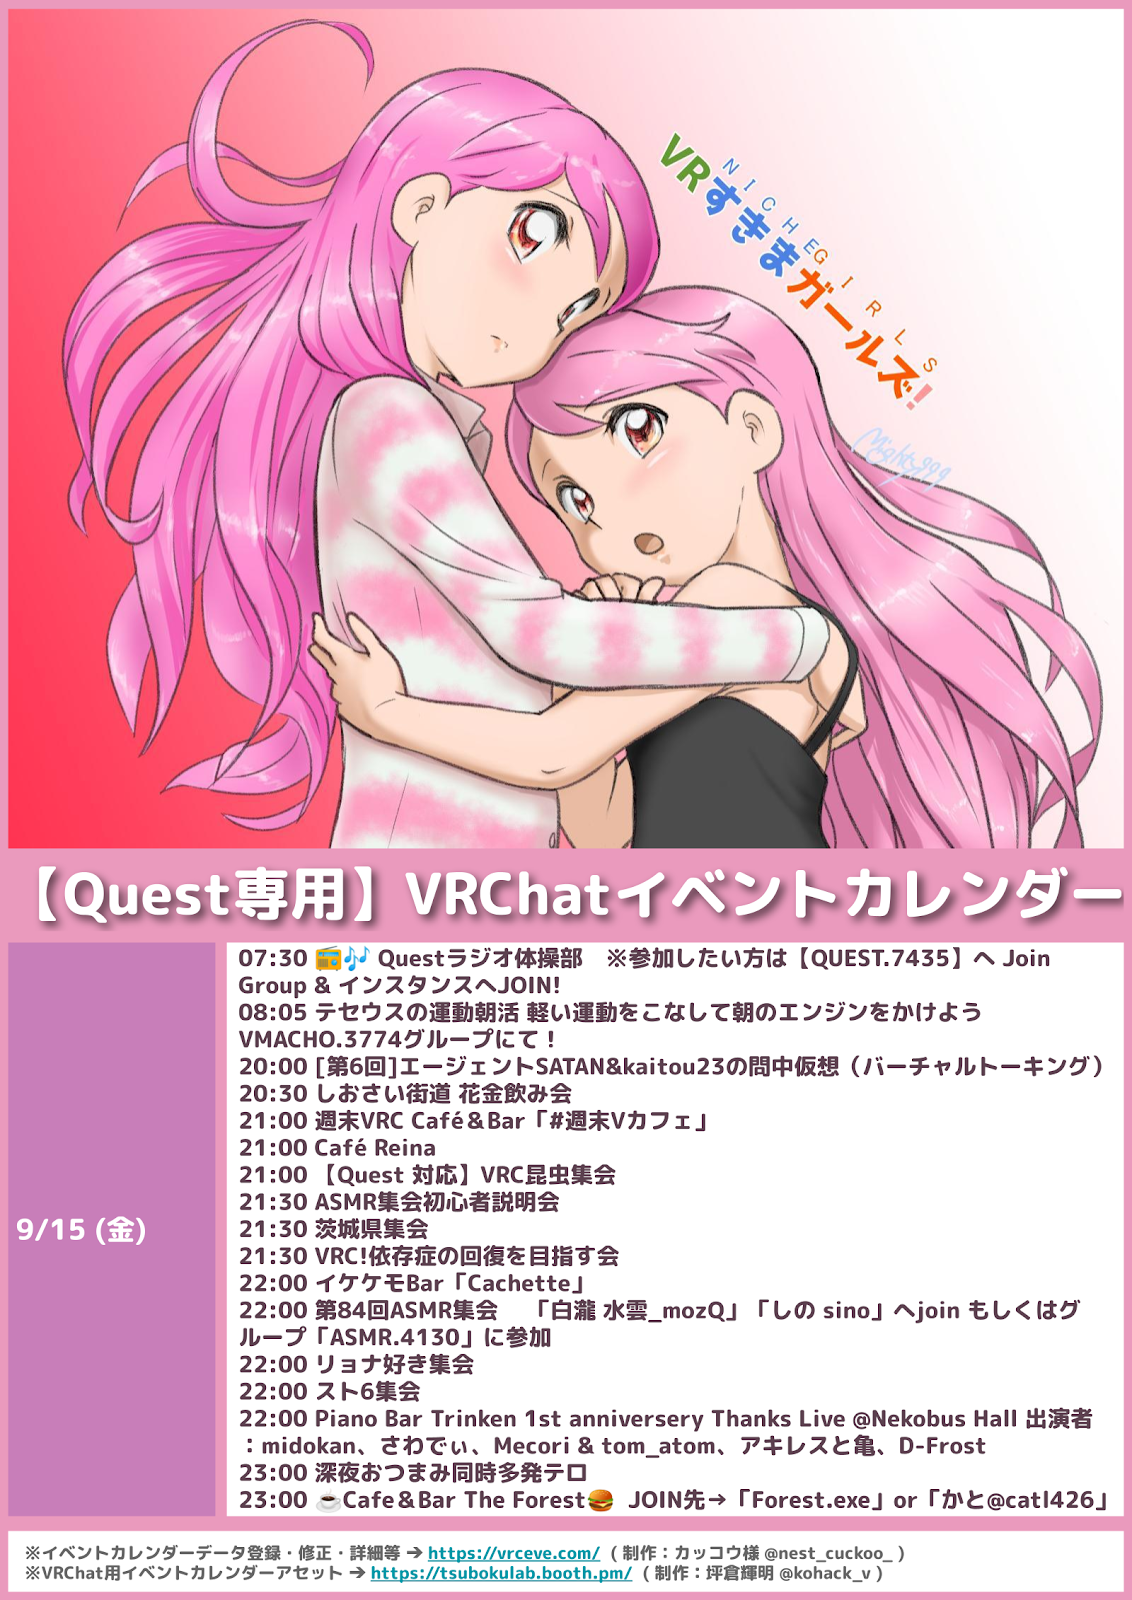 VRすきまガールズ!
NICHE GIRLS
Mighty999
【Quest専用】VRChatイベントカレンダー
9/15 (金)
07:30 📻🎶 Questラジオ体操部　※参加したい方は【QUEST.7435】へ Join
Group & インスタンスへJOIN!
08:05 テセウスの運動朝活 軽い運動をこなして朝のエンジンをかけよう
VMACHO.3774グループにて！
20:00 [第6回]エージェントSATAN&kaitou23の問中仮想（バーチャルトーキング）
20:30 しおさい街道 花金飲み会
21:00 週末VRC Café＆Bar「#週末Vカフェ」
21:00 Café Reina
21:00 【Quest 対応】VRC昆虫集会
21:30 ASMR集会初心者説明会
21:30 茨城県集会
21:30 VRC!依存症の回復を目指す会
22:00 イケケモBar「Cachette」
22:00 第84回ASMR集会　「白瀧 水雲_mozQ」「しの sino」へjoin もしくはグ
ループ「ASMR.4130」に参加
22:00 リョナ好き集会
22:00 スト6集会
22:00 Piano Bar Trinken 1st anniversery Thanks Live @Nekobus Hall 出演者
：midokan、さわでぃ、Mecori & tom_atom、アキレスと亀、D-Frost
23:00 深夜おつまみ同時多発テロ
23:00 ☕Cafe＆Bar The Forest🍔 JOIN先→「Forest.exe」or「かと@catl426」
※イベントカレンダーデータ登録・修正・詳細等 → https://vrceve.com/ ( 制作：カッコウ様 @nest_cuckoo_ )
※VRChat用イベントカレンダーアセット → https://tsubokulab.booth.pm/ ( 制作：坪倉輝明 @kohack_v )